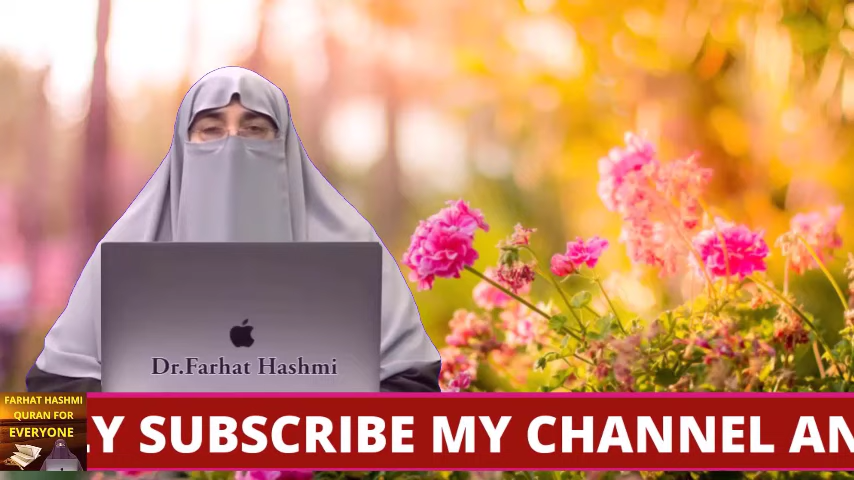 Dr.Farhat Hashmi
FARHAT HASHMI
QURAN FOR
EVERYONE
Y SUBSCRIBE MY CHANNEL AN